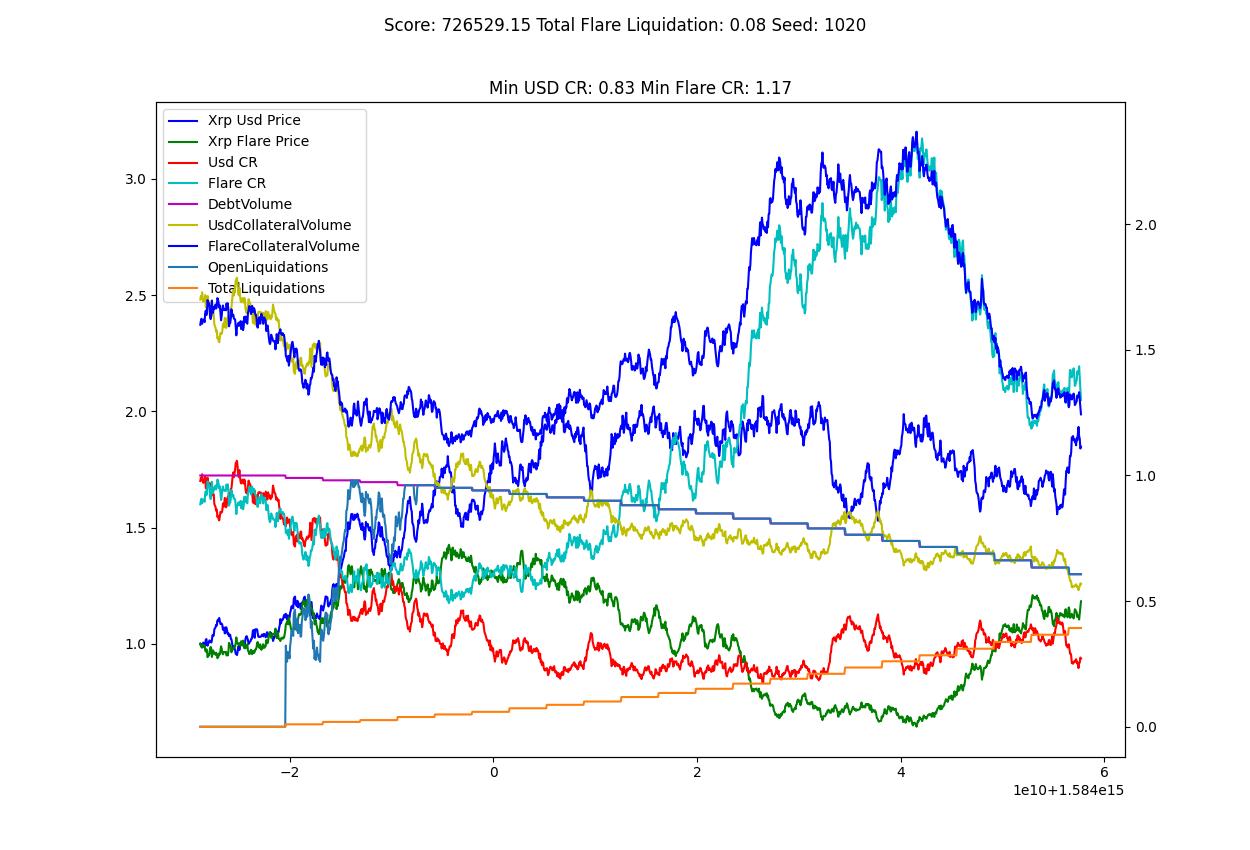 Score: 726529.15 Total Flare Liquidation: 0.08 Seed: 1020
Min USD CR: 0.83 Min Flare CR: 1.17
Xrp Usd Price
Xrp Flare Price
Usd CR
Flare CR
DebtVolume
UsdCollateralVolume
FlareCollateralVolume
OpenLiquidations
TotalLiquidations
3.0
2.5
2.0
1.5
1.0
2.0
1.5
1.0
0.5
0.0
−2
0
2
4
6
1e10+1.584e15